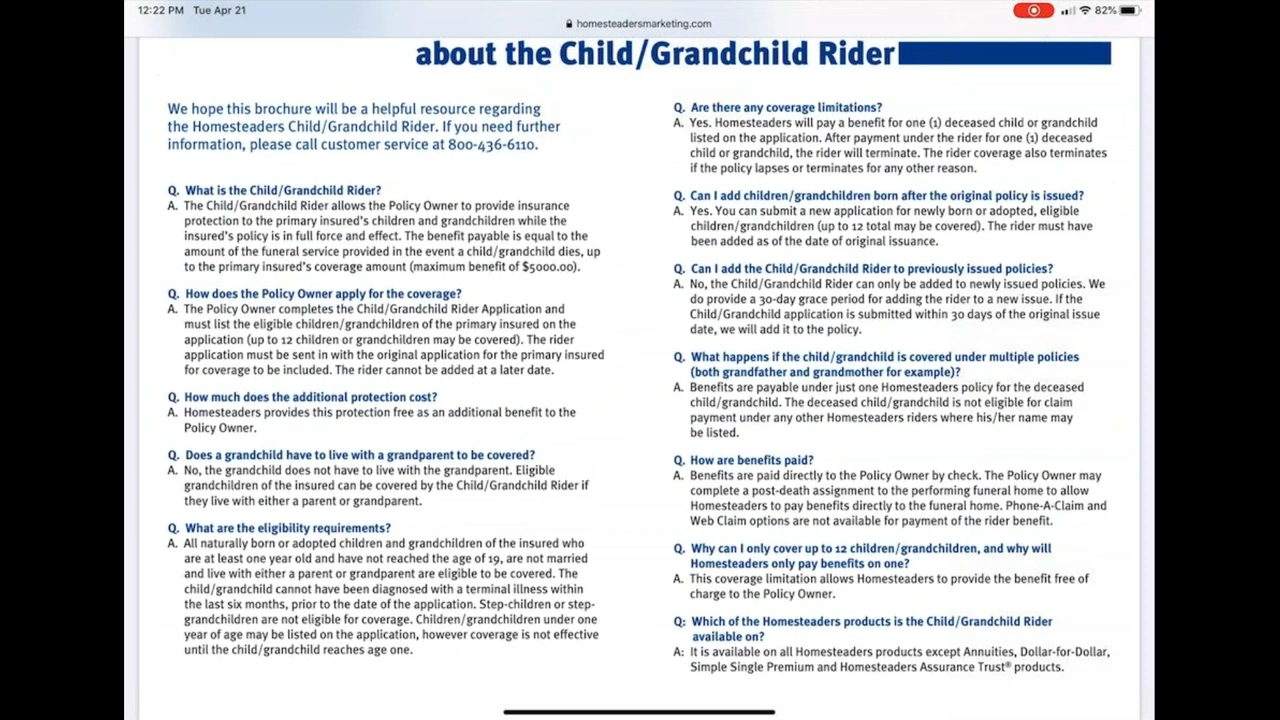 12:22 PM Tue Apr 21
82%
homesteadersmarketing.com
about the Child/Grandchild Rider
We hope this brochure will be a helpful resource regarding
the Homesteaders Child/Grandchild Rider. If you need further
information, please call customer service at 800-436-6110.
Q. What is the Child/Grandchild Rider?
A. The Child/Grandchild Rider allows the Policy Owner to provide insurance
protection to the primary insured's children and grandchildren while the
insured's policy is in full force and effect. The benefit payable is equal to the
amount of the funeral service provided in the event a child/grandchild dies, up
to the primary insured's coverage amount (maximum benefit of $5000.00).
Q. How does the Policy Owner apply for the coverage?
A. The Policy Owner completes the Child/Grandchild Rider Application and
must list the eligible children/grandchildren of the primary insured on the
application (up to 12 children or grandchildren may be covered). The rider
application must be sent in with the original application for the primary insured
for coverage to be included. The rider cannot be added at a later date.
Q. How much does the additional protection cost?
A. Homesteaders provides this protection free as an additional benefit to the
Policy Owner.
Q. Does a grandchild have to live with a grandparent to be covered?
A. No, the grandchild does not have to live with the grandparent. Eligible
grandchildren of the insured can be covered by the Child/Grandchild Rider if
they live with either a parent or grandparent.
Q. What are the eligibility requirements?
A. All naturally born or adopted children and grandchildren of the insured who
are at least one year old and have not reached the age of 19, are not married
and live with either a parent or grandparent are eligible to be covered. The
child/grandchild cannot have been diagnosed with a terminal illness within
the last six months, prior to the date of the application. Step-children or step-
grandchildren are not eligible for coverage. Children/grandchildren under one
year of age may be listed on the application, however coverage is not effective
until the child/grandchild reaches age one.
Q. Are there any coverage limitations?
A. Yes. Homesteaders will pay a benefit for one (1) deceased child or grandchild
listed on the application. After payment under the rider for one (1) deceased
child or grandchild, the rider will terminate. The rider coverage also terminates
if the policy lapses or terminates for any other reason.
Q. Can I add children/grandchildren born after the original policy is issued?
A. Yes. You can submit a new application for newly born or adopted, eligible
children/grandchildren (up to 12 total may be covered). The rider must have
been added as of the date of original issuance.
Q. Can I add the Child/Grandchild Rider to previously issued policies?
A. No, the Child/Grandchild Rider can only be added to newly issued policies. We
do provide a 30-day grace period for adding the rider to a new issue. If the
Child/Grandchild application is submitted within 30 days of the original issue
date, we will add it to the policy.
Q. What happens if the child/grandchild is covered under multiple policies
(both grandfather and grandmother for example)?
A. Benefits are payable under just one Homesteaders policy for the deceased
child/grandchild. The deceased child/grandchild is not eligible for claim
payment under any other Homesteaders riders where his/her name may
be listed.
Q. How are benefits paid?
A. Benefits are paid directly to the Policy Owner by check. The Policy Owner may
complete a post-death assignment to the performing funeral home to allow
Homesteaders to pay benefits directly to the funeral home. Phone-A-Claim and
Web Claim options are not available for payment of the rider benefit.
Q. Why can I only cover up to 12 children/grandchildren, and why will
Homesteaders only pay benefits on one?
A. This coverage limitation allows Homesteaders to provide the benefit free of
charge to the Policy Owner.
Q: Which of the Homesteaders products is the Child/Grandchild Rider
available on?
A: It is available on all Homesteaders products except Annuities, Dollar-for-Dollar,
Simple Single Premium and Homesteaders Assurance Trust® products.